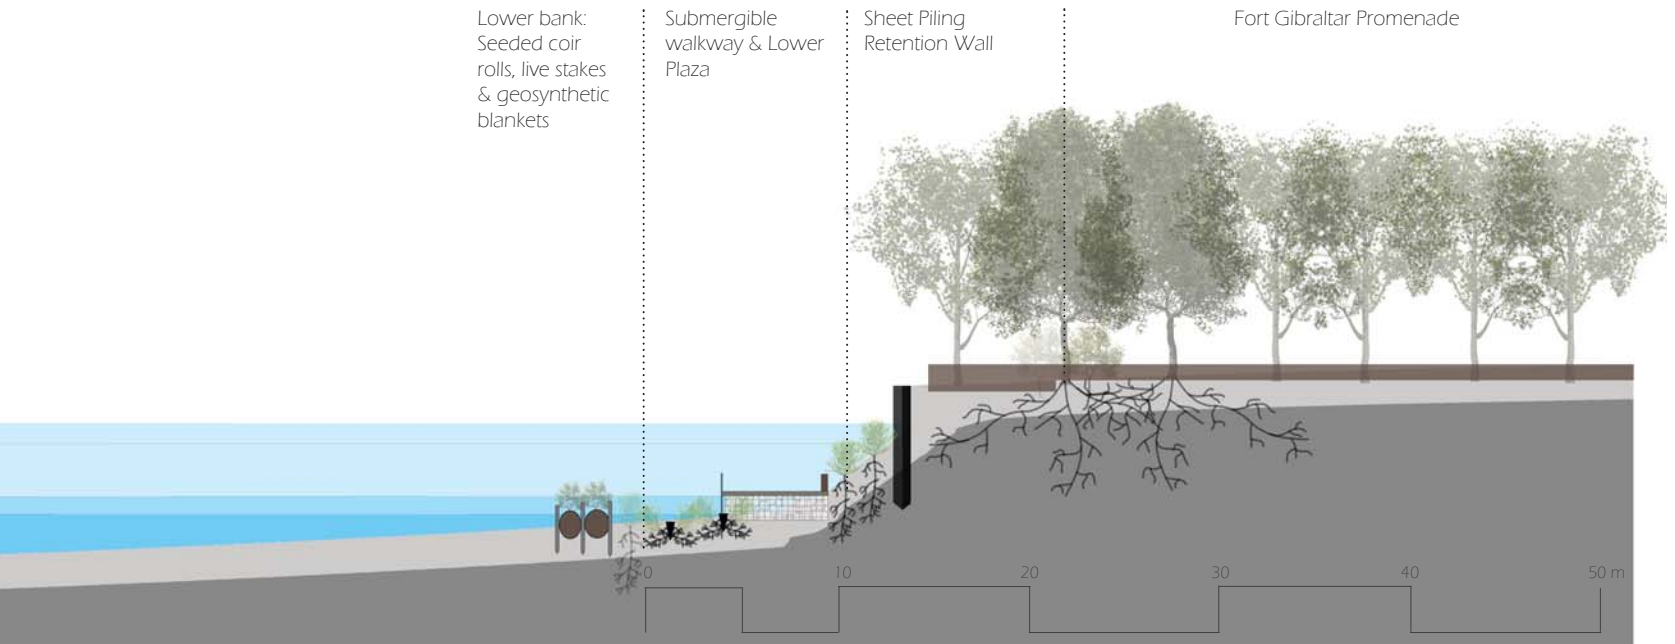 Lower bank:
Seeded coir
rolls, live stakes
& geosynthetic
blankets
Submergible
walkway & Lower
Plaza
Sheet Piling
Retention Wall
Fort Gibraltar Promenade
0 10 20 30 40 50 m